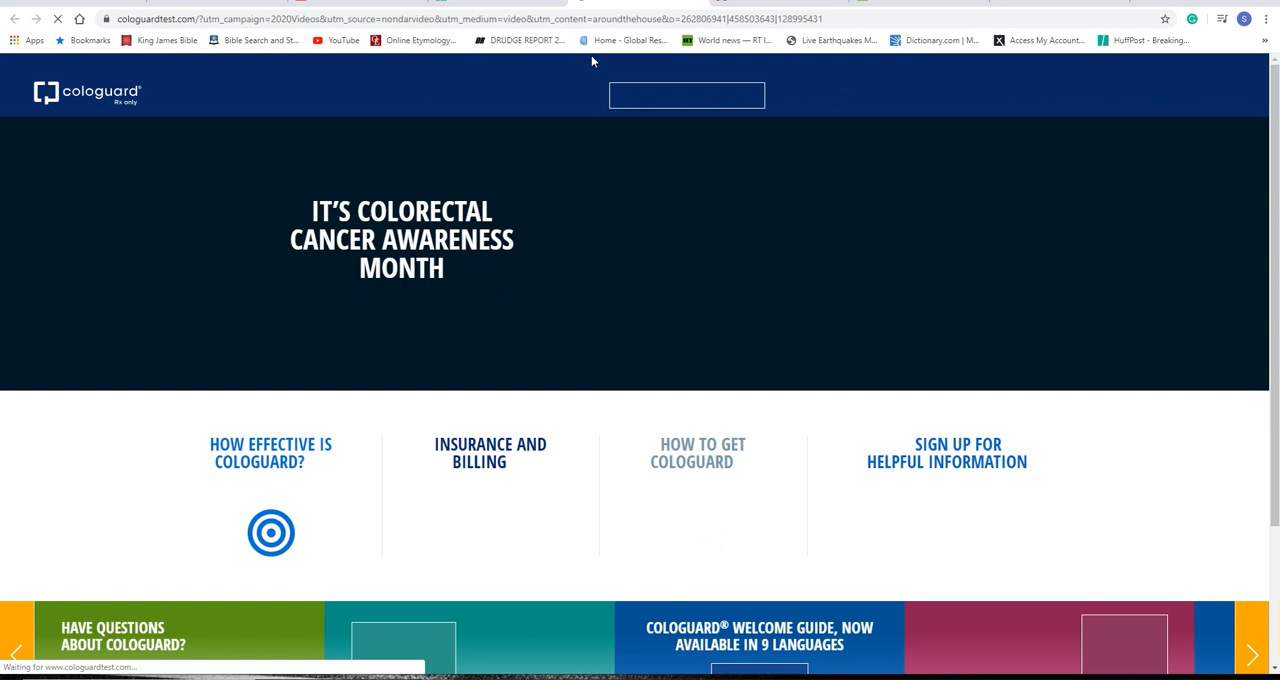 cologuardtest.com/?utm_campaign=2020Videos&utm_source=nondarvideo&utm_medium=video&utm_content=aroundthehouse&o=262806941|458503643|128995431
S
Apps Bookmarks King James Bible Bible Search and St... YouTube Online Etymology... DRUDGE REPORT 2... Home - Global Res... World news — RT I... Live Earthquakes M... Dictionary.com | M... Access My Account... HuffPost - Breaking... »
cologuard®
Rx only
IT'S COLORECTAL
CANCER AWARENESS
MONTH
HOW EFFECTIVE IS
COLOGUARD?
INSURANCE AND
BILLING
HOW TO GET
COLOGUARD
SIGN UP FOR
HELPFUL INFORMATION
HAVE QUESTIONS
ABOUT COLOGUARD?
COLOGUARD® WELCOME GUIDE, NOW
AVAILABLE IN 9 LANGUAGES
Waiting for www.cologuardtest.com...